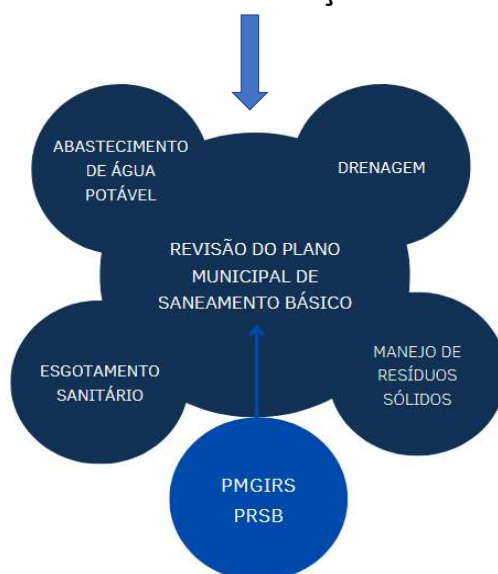 ABASTECIMENTO
DE ÁGUA
POTÁVEL
DRENAGEM
REVISÃO DO PLANO
MUNICIPAL DE
SANEAMENTO BÁSICO
ESGOTAMENTO
SANITÁRIO
MANEJO DE
RESÍDUOS
SÓLIDOS
PMGIRS
PRSB